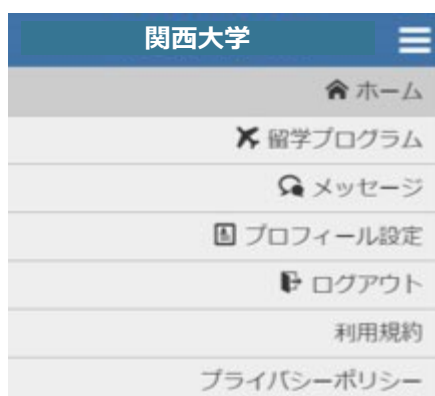 関西大学
ホーム
留学プログラム
メッセージ
プロフィール設定
ログアウト
利用規約
プライバシーポリシー